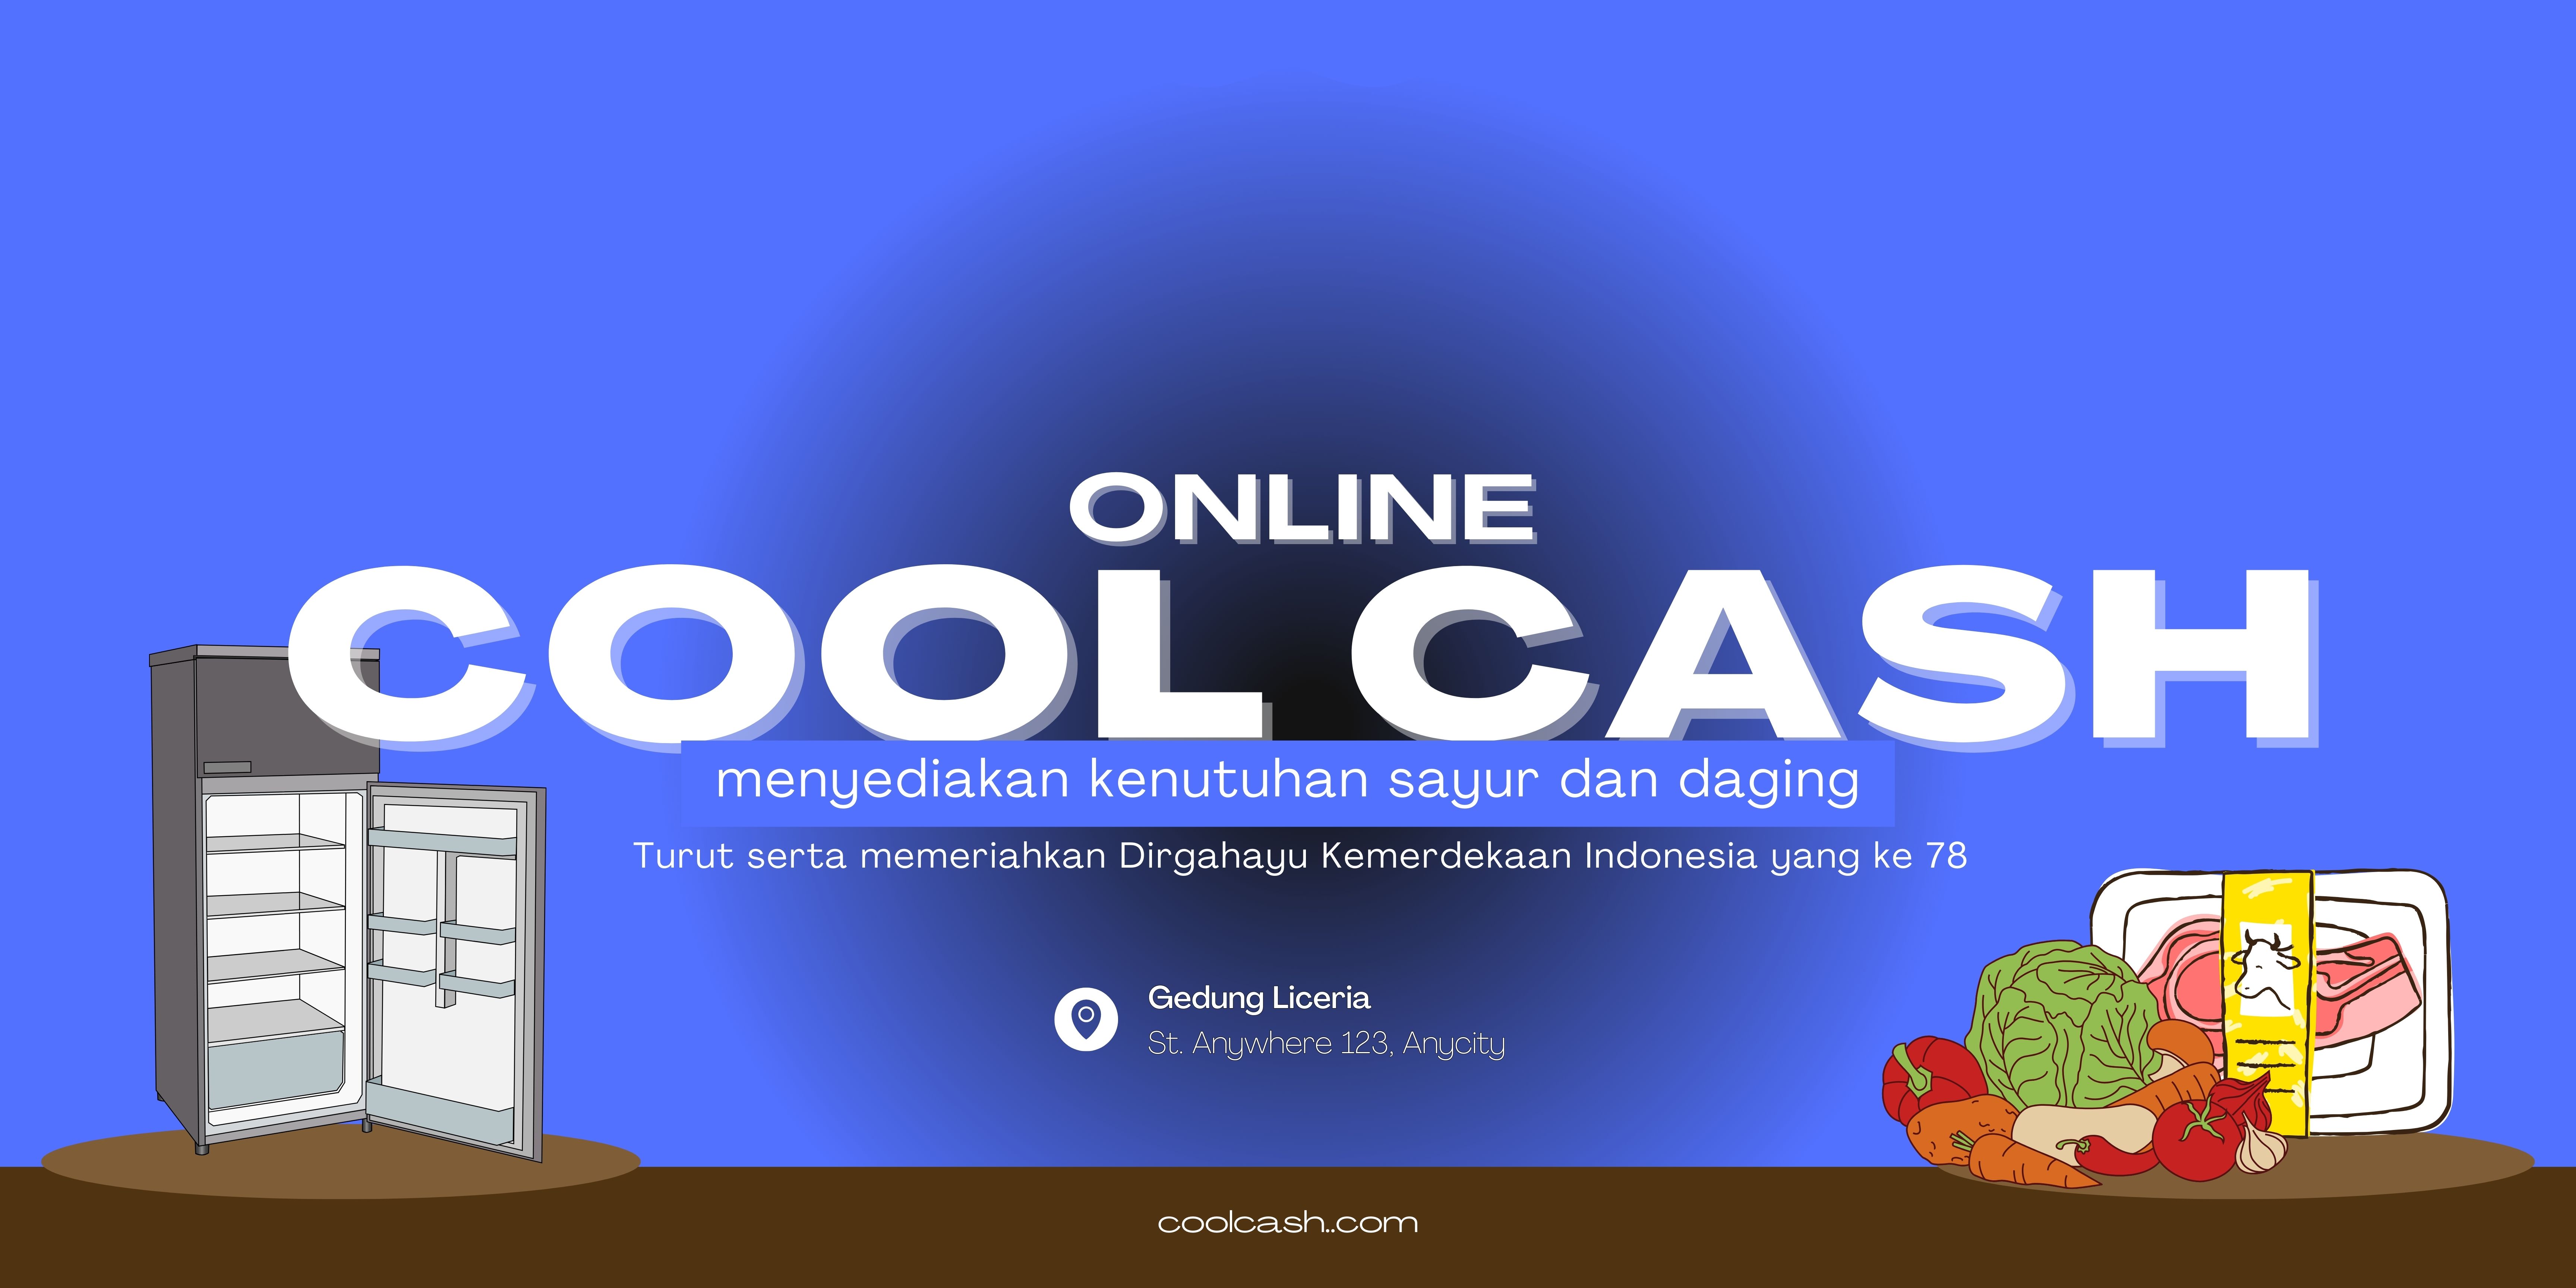 ONLINE
COOL CASH
menyediakan kenutuhan sayur dan daging
Turut serta memeriahkan Dirgahayu Kemerdekaan Indonesia yang ke 78
Gedung Liceria
St. Anywhere 123, Anycity
coolcash..com